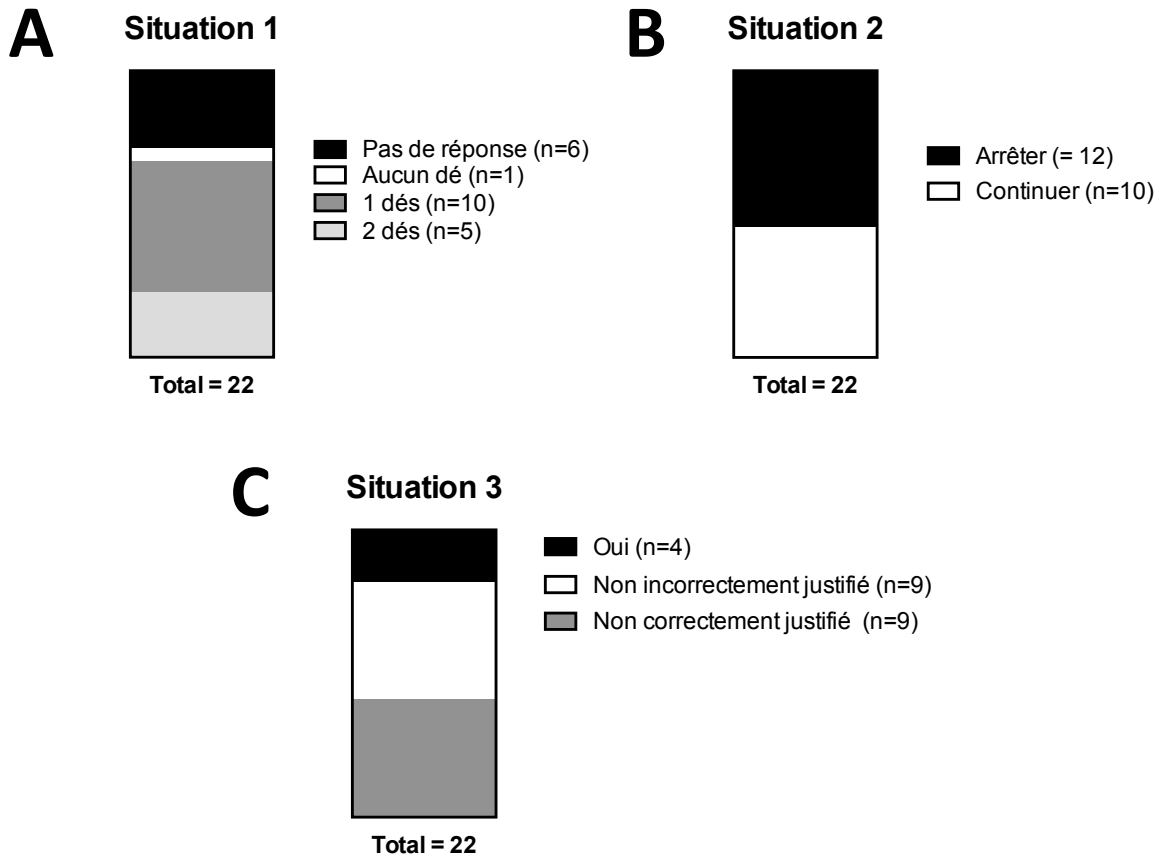 A
Situation 1
Pas de réponse (n=6)
Aucun dé (n=1)
1 dés (n=10)
2 dés (n=5)
Total = 22
B
Situation 2
Arrêter (= 12)
Continuer (n=10)
Total = 22
C
Situation 3
Oui (n=4)
Non incorrectement justifié (n=9)
Non correctement justifié (n=9)
Total = 22